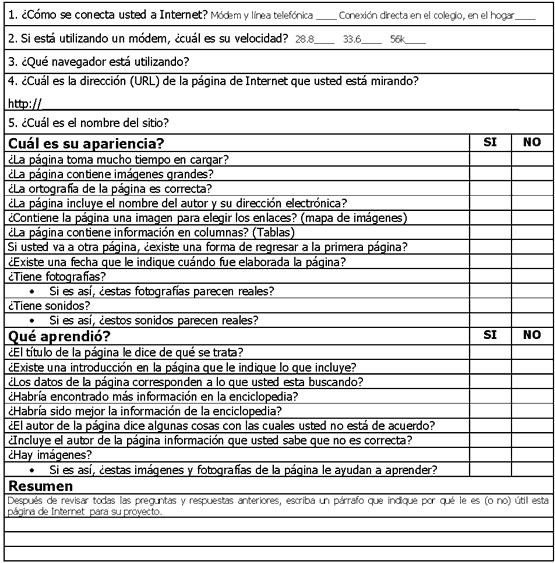 1. ¿Cómo se conecta usted a Internet? Módem y línea telefónica ____ Conexión directa en el colegio, en el hogar____
2. Si está utilizando un módem, ¿cuál es su velocidad? 28.8____ 33.6____ 56k____
3. ¿Qué navegador está utilizando?
4. ¿Cuál es la dirección (URL) de la página de Internet que usted está mirando?
http://____________________
5. ¿Cuál es el nombre del sitio?
Cuál es su apariencia? SI NO
¿La página toma mucho tiempo en cargar?
¿La página contiene imágenes grandes?
¿La ortografía de la página es correcta?
¿La página incluye el nombre del autor y su dirección electrónica?
¿Contiene la página una imagen para elegir los enlaces? (mapa de imágenes)
¿La página contiene información en columnas? (Tablas)
Si usted va a otra página, ¿existe una forma de regresar a la primera página?
¿Existe una fecha que le indique cuándo fue elaborada la página?
¿Tiene fotografías?
• Si es así, ¿estas fotografías parecen reales?
¿Tiene sonidos?
• Si es así, ¿estos sonidos parecen reales?
Qué aprendió? SI NO
¿El título de la página le dice de qué se trata?
¿Existe una introducción en la página que le indique lo que incluye?
¿Los datos de la página corresponden a lo que usted esta buscando?
¿Habría encontrado más información en la enciclopedia?
¿Habría sido mejor la información de la enciclopedia?
¿El autor de la página dice algunas cosas con las cuales usted no está de acuerdo?
¿Incluye el autor de la página información que usted sabe que no es correcta?
¿Hay imágenes?
• Si es así, ¿estas imágenes y fotografías de la página le ayudan a aprender?
Resumen
Después de revisar todas las preguntas y respuestas anteriores, escriba un párrafo que indique por qué le es (o no) útil esta
página de Internet para su proyecto.